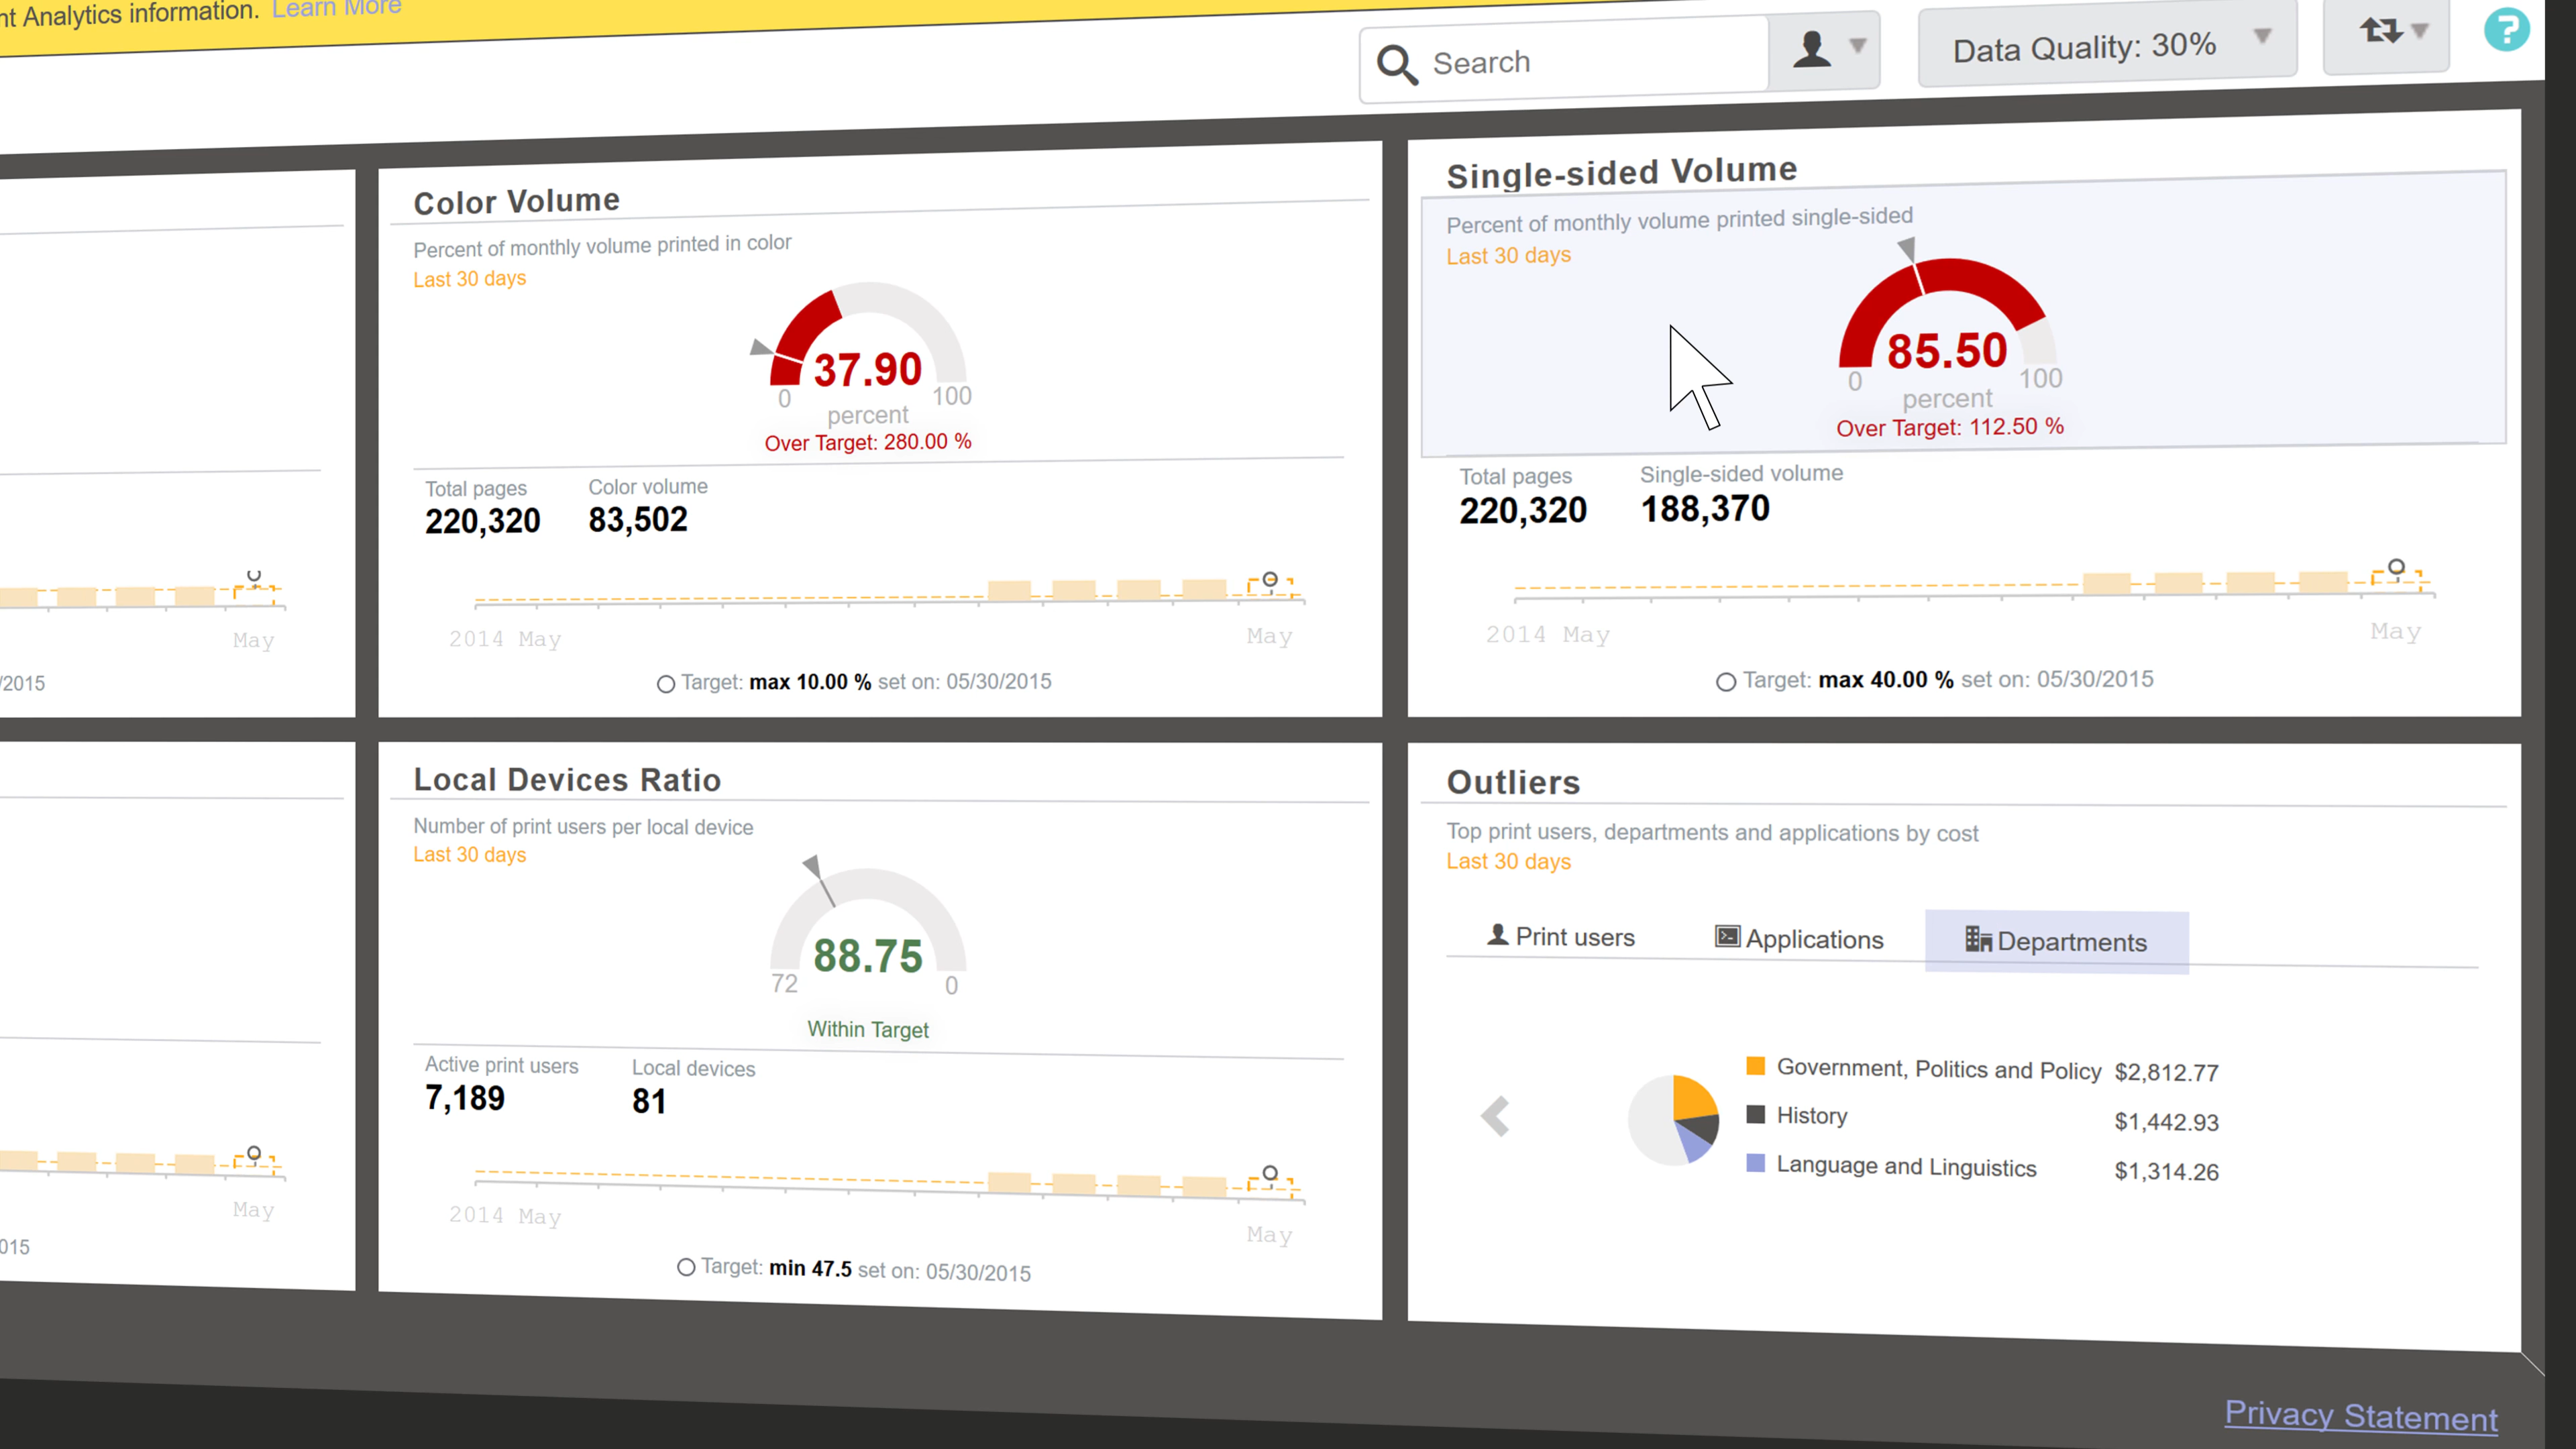 nt Analytics information. Learn More
Search
Data Quality: 30%
?
Color Volume
Percent of monthly volume printed in color
Last 30 days
37.90
0
100
percent
Over Target: 280.00 %
Total pages
Color volume
220,320
83,502
2014 May
May
Target: max 10.00 % set on: 05/30/2015
Single-sided Volume
Percent of monthly volume printed single-sided
Last 30 days
85.50
0
100
percent
Over Target: 112.50 %
Total pages
Single-sided volume
220,320
188,370
2014 May
May
Target: max 40.00 % set on: 05/30/2015
May
/2015
Local Devices Ratio
Number of print users per local device
Last 30 days
88.75
72
0
Within Target
Active print users
Local devices
7,189
81
2014 May
May
Target: min 47.5 set on: 05/30/2015
Outliers
Top print users, departments and applications by cost
Last 30 days
Print users
Applications
Departments
Government, Politics and Policy $2,812.77
History $1,442.93
Language and Linguistics $1,314.26
May
015
Privacy Statement